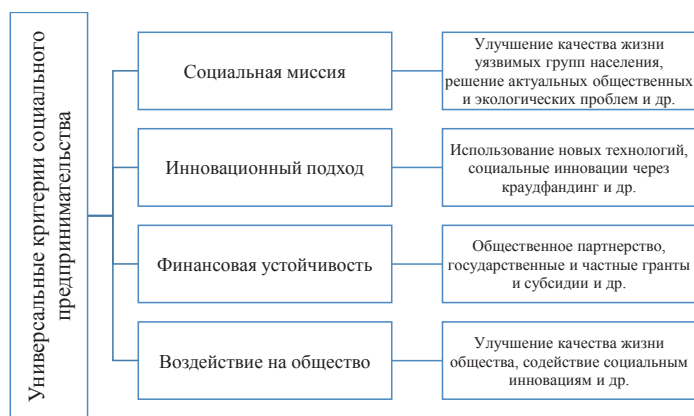 Универсальные критерии социального
предпринимательства
Социальная миссия
Улучшение качества жизни
уязвимых групп населения,
решение актуальных общественных
и экологических проблем и др.
Инновационный подход
Использование новых технологий,
социальные инновации через
краудфандинг и др.
Финансовая устойчивость
Общественное партнерство,
государственные и частные гранты
и субсидии и др.
Воздействие на общество
Улучшение качества жизни
общества, содействие социальным
инновациям и др.